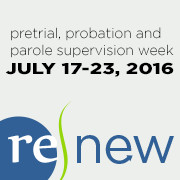 pretrial, probation and
parole supervision week
JULY 17-23, 2016
re new